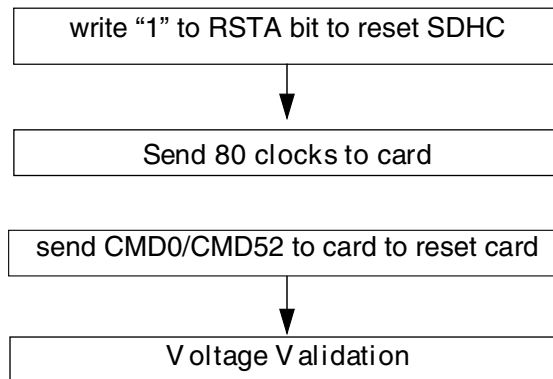 write “1” to RSTA bit to reset SDHC
Send 80 clocks to card
send CMD0/CMD52 to card to reset card
Voltage Validation